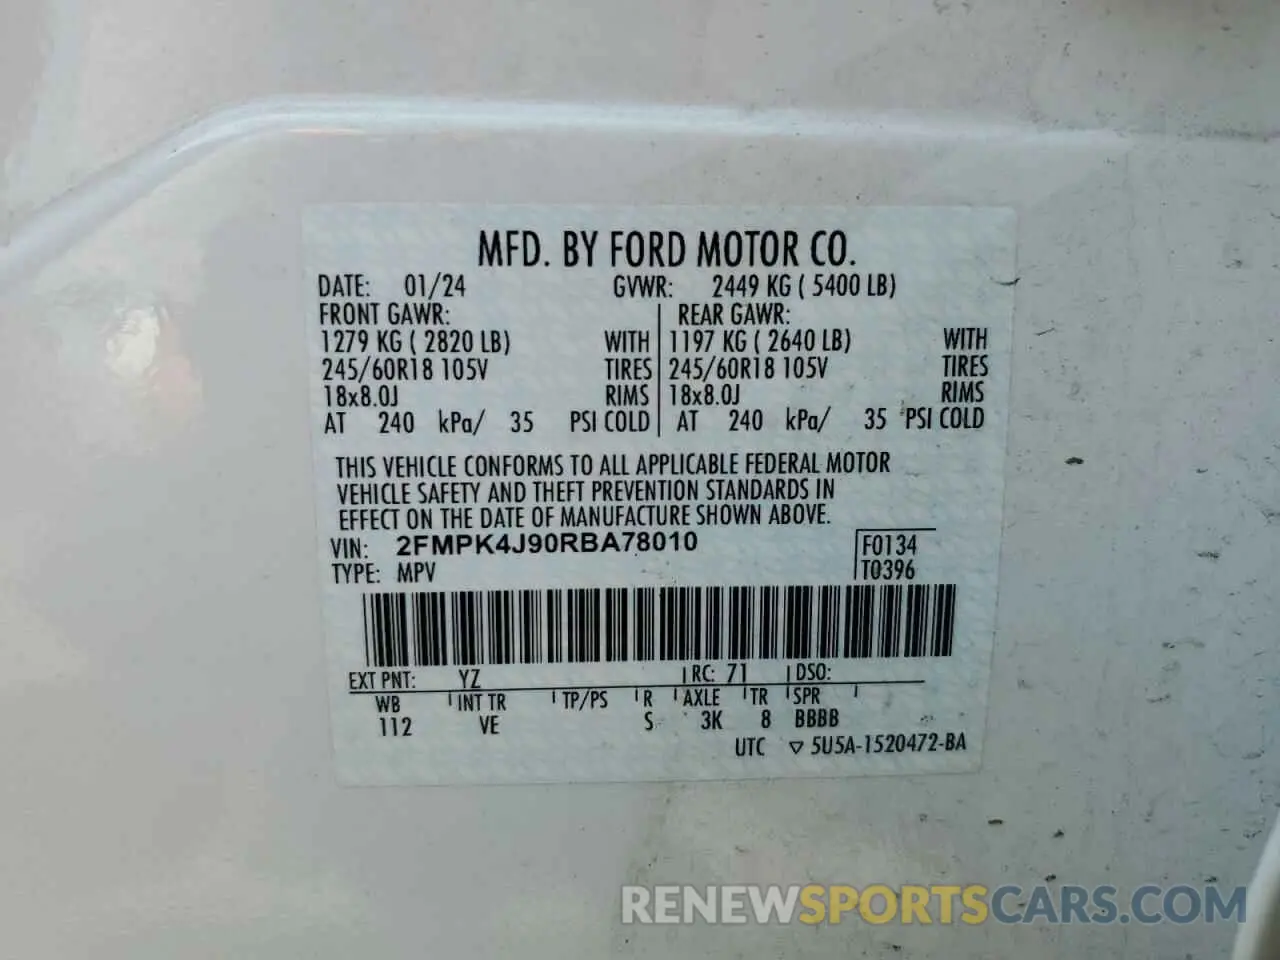 MFD. BY FORD MOTOR CO.
DATE: 01/24 GVWR: 2449 KG ( 5400 LB)
FRONT GAWR: REAR GAWR:
1279 KG ( 2820 LB) WITH 1197 KG ( 2640 LB) WITH
245/60R18 105V TIRES 245/60R18 105V TIRES
18x8.0J RIMS 18x8.0J RIMS
AT 240 kPa/ 35 PSI COLD AT 240 kPa/ 35 PSI COLD
THIS VEHICLE CONFORMS TO ALL APPLICABLE FEDERAL MOTOR
VEHICLE SAFETY AND THEFT PREVENTION STANDARDS IN
EFFECT ON THE DATE OF MANUFACTURE SHOWN ABOVE.
VIN: 2FMPK4J90RBA78010 F0134
TYPE: MPV T0396
EXT PNT: YZ RC: 71 DSO:
WB INT TR TP/PS R AXLE TR SPR
112 VE S 3K 8 BBBB
UTC ▽ 5U5A-1520472-BA
RENEWSPORTSCARS.COM